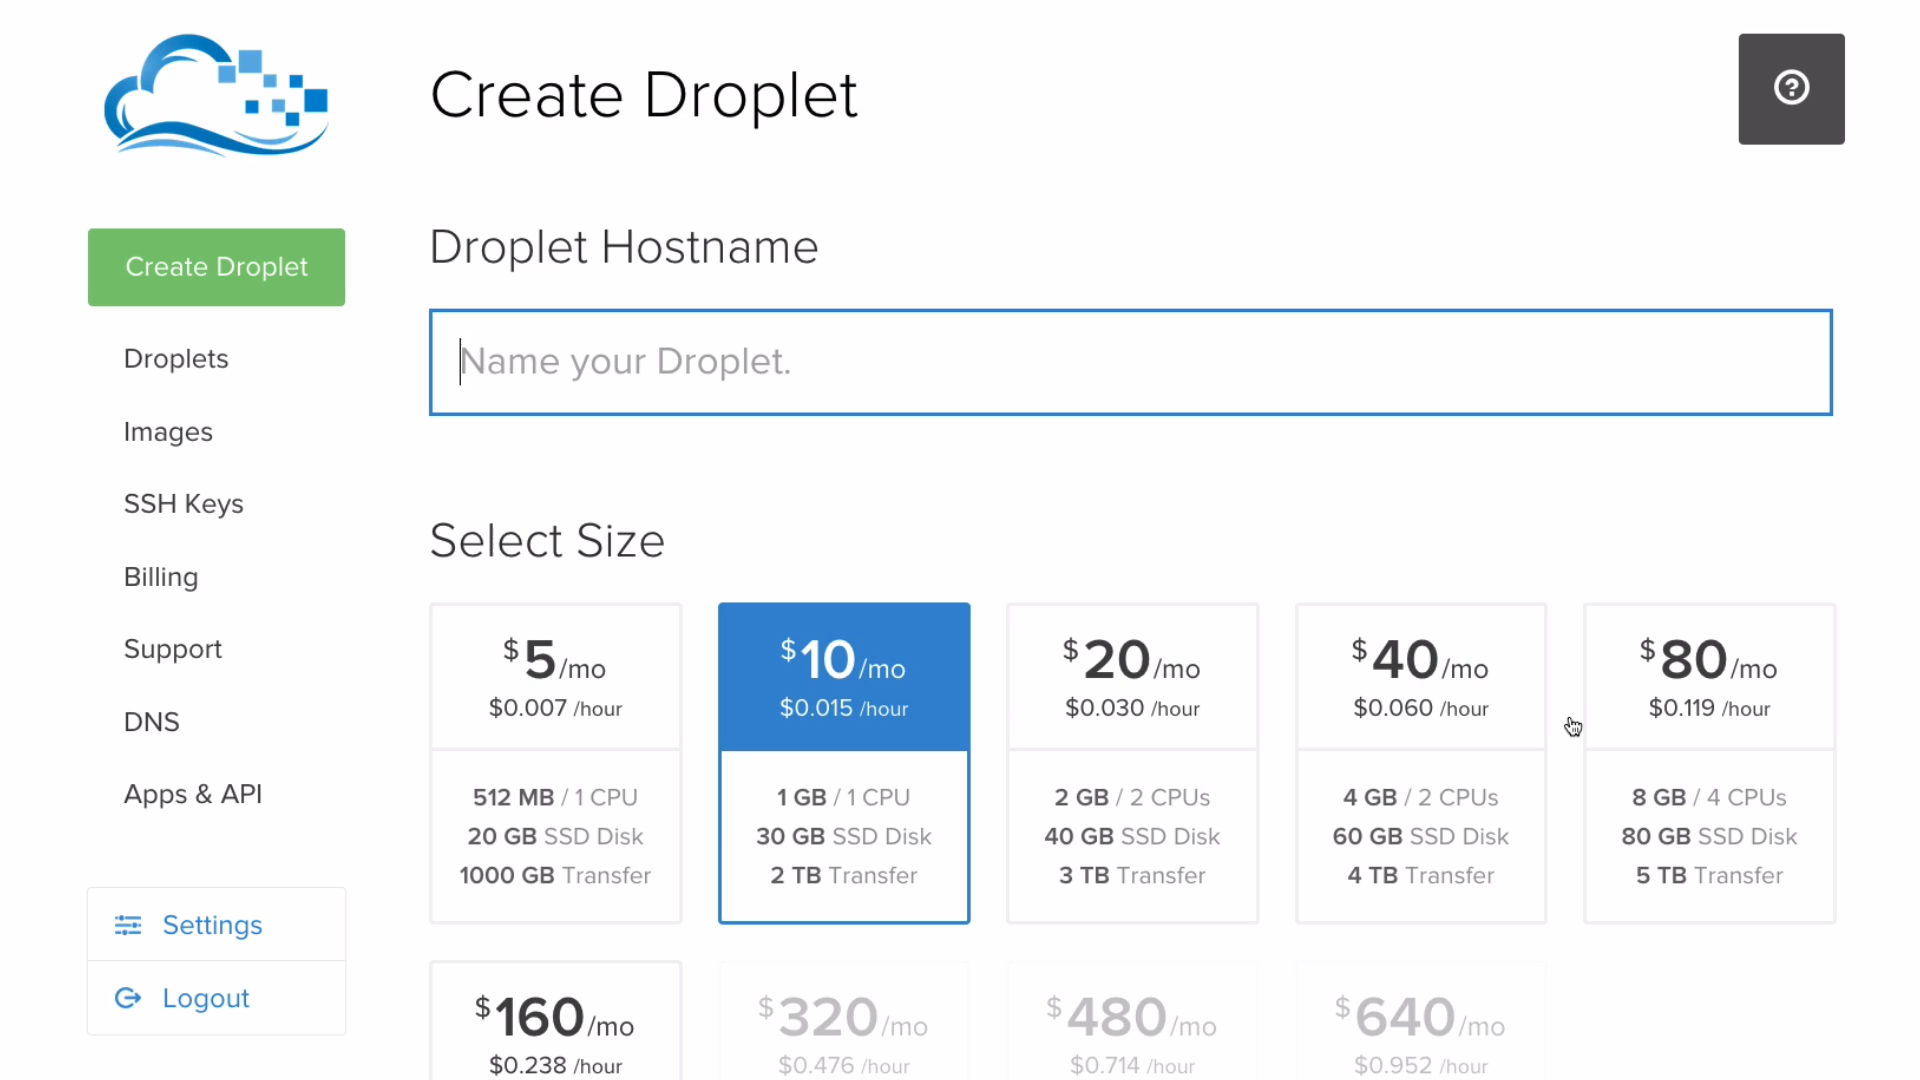 Create Droplet
Create Droplet
Droplets
Images
SSH Keys
Billing
Support
DNS
Apps & API
Settings
Logout
Droplet Hostname
Name your Droplet.
Select Size
$5/mo
$0.007 /hour
512 MB / 1 CPU
20 GB SSD Disk
1000 GB Transfer
$10/mo
$0.015 /hour
1 GB / 1 CPU
30 GB SSD Disk
2 TB Transfer
$20/mo
$0.030 /hour
2 GB / 2 CPUs
40 GB SSD Disk
3 TB Transfer
$40/mo
$0.060 /hour
4 GB / 2 CPUs
60 GB SSD Disk
4 TB Transfer
$80/mo
$0.119 /hour
8 GB / 4 CPUs
80 GB SSD Disk
5 TB Transfer
$160/mo
$0.238 /hour
$320/mo
$0.476 /hour
$480/mo
$0.714 /hour
$640/mo
$0.952 /hour